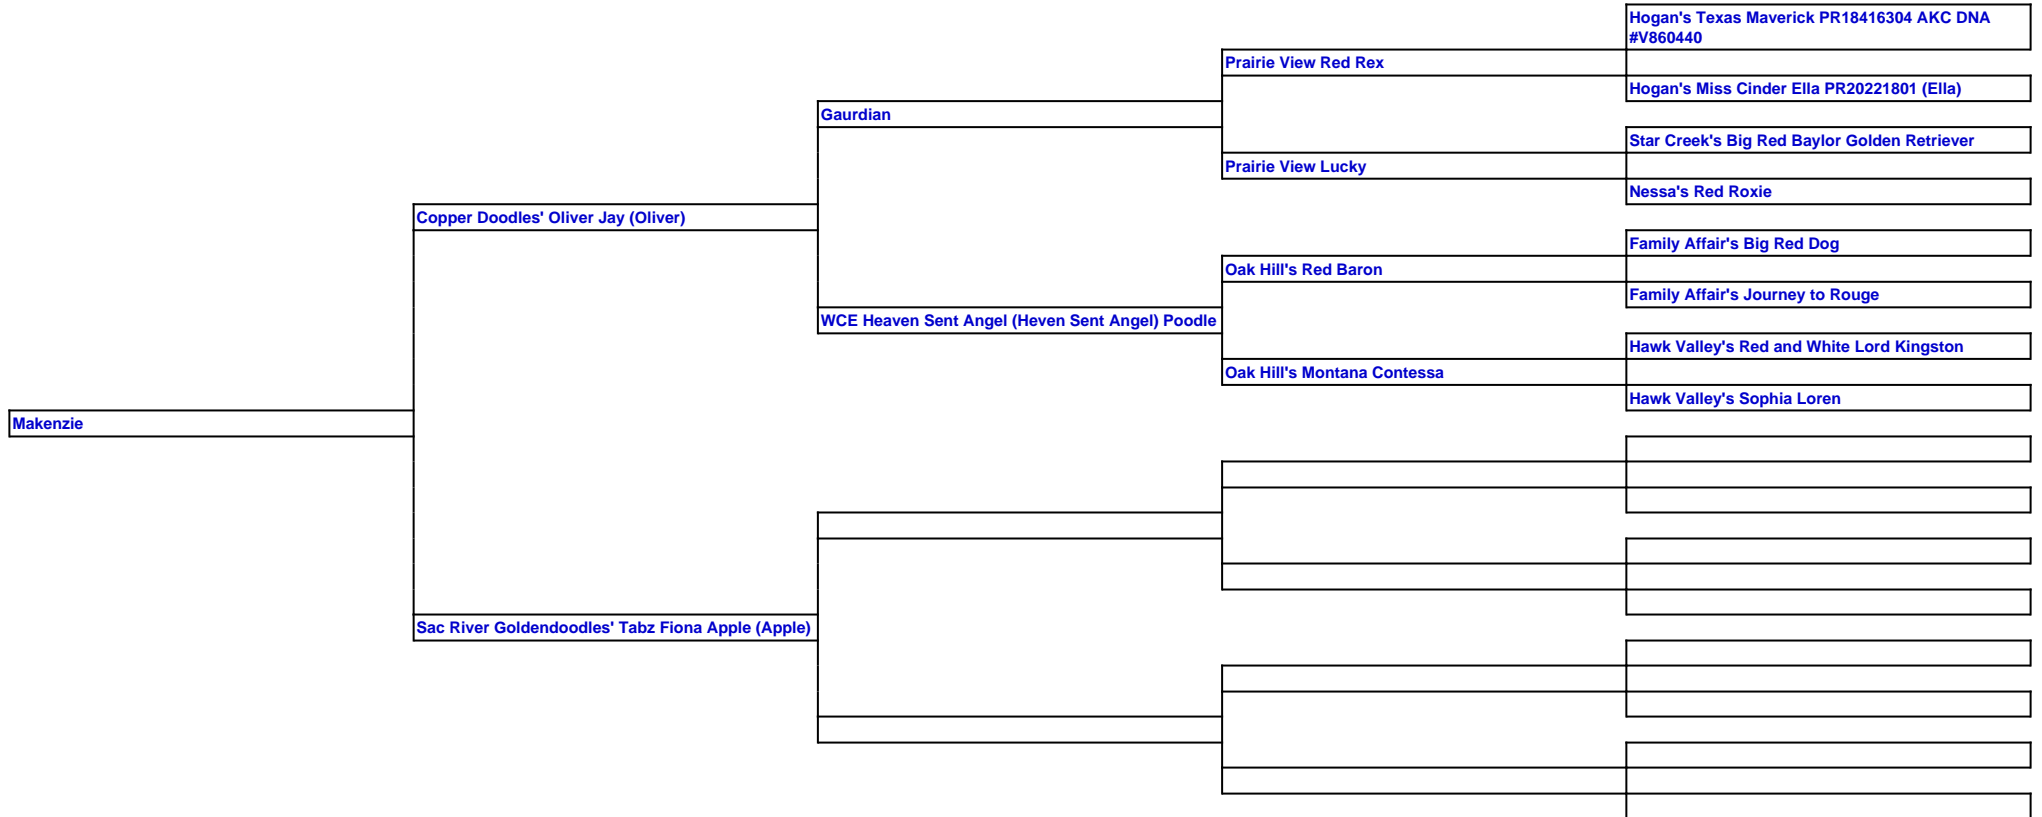 Hogan's Texas Maverick PR18416304 AKC DNA
#V860440
Prairie View Red Rex
Hogan's Miss Cinder Ella PR20221801 (Ella)
Gaurdian
Star Creek's Big Red Baylor Golden Retriever
Prairie View Lucky
Nessa's Red Roxie
Copper Doodles' Oliver Jay (Oliver)
Family Affair's Big Red Dog
Oak Hill's Red Baron
Family Affair's Journey to Rouge
WCE Heaven Sent Angel (Heven Sent Angel) Poodle
Hawk Valley's Red and White Lord Kingston
Oak Hill's Montana Contessa
Hawk Valley's Sophia Loren
Makenzie
Sac River Goldendoodles' Tabz Fiona Apple (Apple)